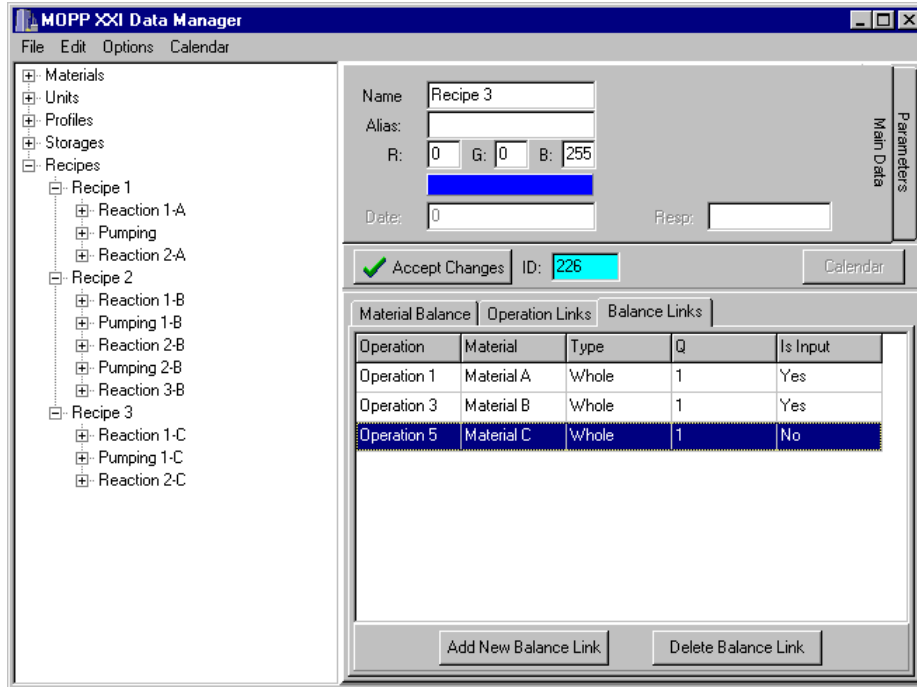 MOPP XXI Data Manager
File Edit Options Calendar
Materials
Units
Profiles
Storages
Recipes
Recipe 1
Reaction 1-A
Pumping
Reaction 2-A
Recipe 2
Reaction 1-B
Pumping 1-B
Reaction 2-B
Pumping 2-B
Reaction 3-B
Recipe 3
Reaction 1-C
Pumping 1-C
Reaction 2-C
Name Recipe 3
Alias:
R: 0 G: 0 B: 255
Date: 0 Resp:
Main Data
Parameters
Accept Changes ID: 226 Calendar
Material Balance Operation Links Balance Links
Operation Material Type Q Is Input
Operation 1 Material A Whole 1 Yes
Operation 3 Material B Whole 1 Yes
Operation 5 Material C Whole 1 No
Add New Balance Link Delete Balance Link